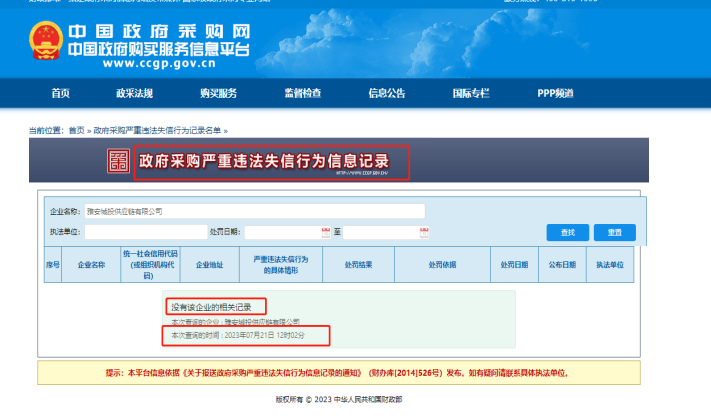 中国政府采购网
中国政府购买服务信息平台
www.ccgp.gov.cn
首页 政采法规 购买服务 监督检查 信息公告 国际专栏 PPP频道
当前位置：首页 » 政府采购严重违法失信行为记录名单 »
政府采购严重违法失信行为信息记录
HTTP://WWW.CCGP.GOV.CN/
企业名称： 雅安城投供应链有限公司
执法单位： 处罚日期： 至 查找 重置
序号 企业名称 统一社会信用代码（或组织机构代码） 企业地址 严重违法失信行为的具体情形 处罚结果 处罚依据 处罚日期 公布日期 执法单位
没有该企业的相关记录
本次查询的企业：雅安城投供应链有限公司
本次查询的时间：2023年07月21日 12时02分
提示：本平台信息依据《关于报送政府采购严重违法失信行为信息记录的通知》（财办库[2014]526号）发布。如有疑问请联系具体执法单位。
版权所有 © 2023 中华人民共和国财政部